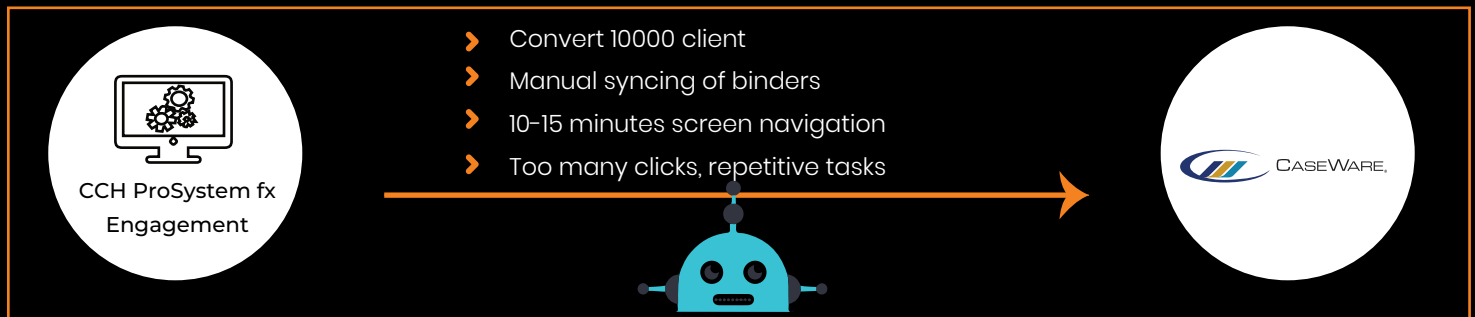 CCH ProSystem fx
Engagement
Convert 10000 client
Manual syncing of binders
10-15 minutes screen navigation
Too many clicks, repetitive tasks
CASEWARE®